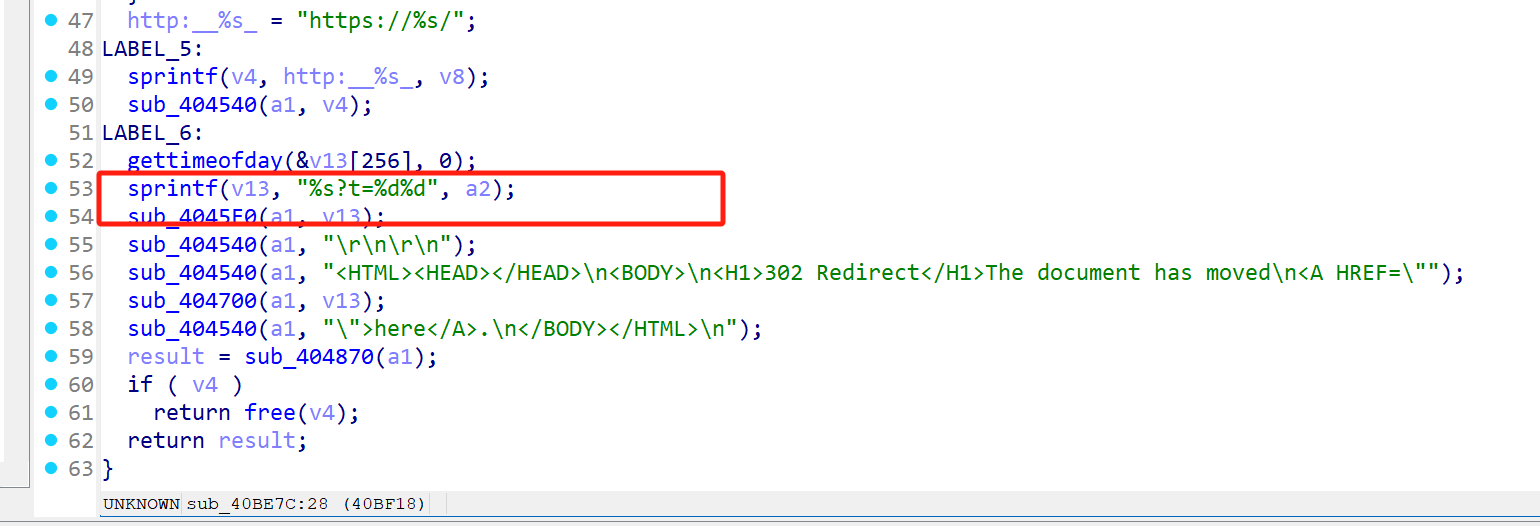 47   http:__%s_ = "https://%s/";
48 LABEL_5:
49   sprintf(v4, http:__%s_, v8);
50   sub_404540(a1, v4);
51 LABEL_6:
52   gettimeofday(&v13[256], 0);
53   sprintf(v13, "%s?t=%d%d", a2);
54   sub_4045F0(a1, v13);
55   sub_404540(a1, "\r\n\r\n");
56   sub_404540(a1, "<HTML><HEAD></HEAD>\n<BODY>\n<H1>302 Redirect</H1>The document has moved\n<A HREF=\"");
57   sub_404700(a1, v13);
58   sub_404540(a1, "\">here</A>.\n</BODY></HTML>\n");
59   result = sub_404870(a1);
60   if ( v4 )
61     return free(v4);
62   return result;
63 }
UNKNOWN sub_40BE7C:28 (40BF18)